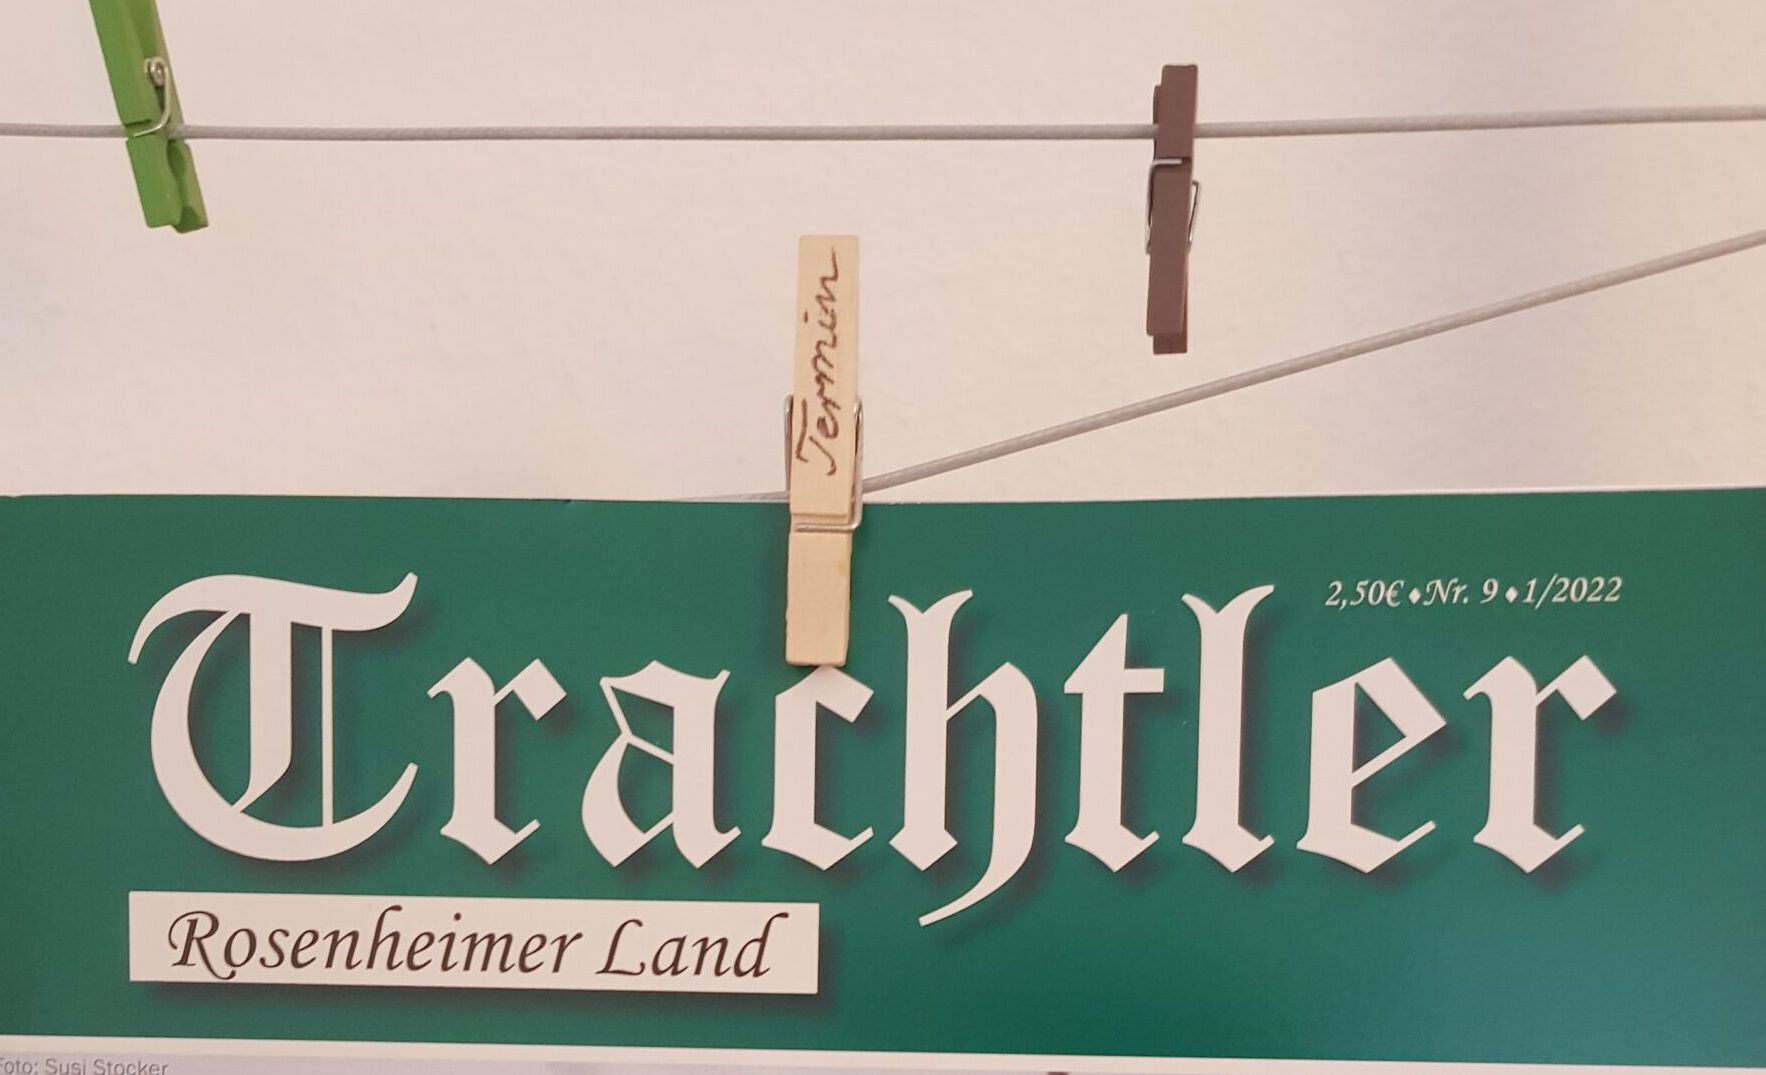 Termin
2,50€⬥Nr. 9⬥1/2022
Trachtler
Rosenheimer Land
Foto: Susi Stocker